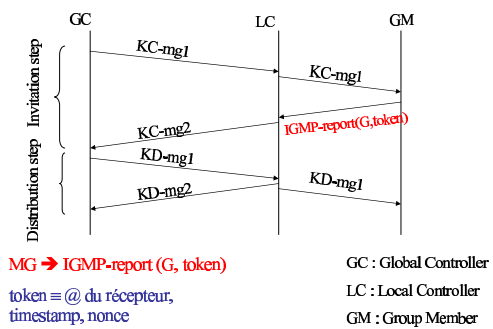 GC LC GM
Invitation step
KC-mg1
KC-mg1
IGMP-report(G,token)
KC-mg2
Distribution step
KD-mg1
KD-mg2
KD-mg1
MG ➔ IGMP-report (G, token)
token ≡ @ du récepteur,
timestamp, nonce
GC : Global Controller
LC : Local Controller
GM : Group Member